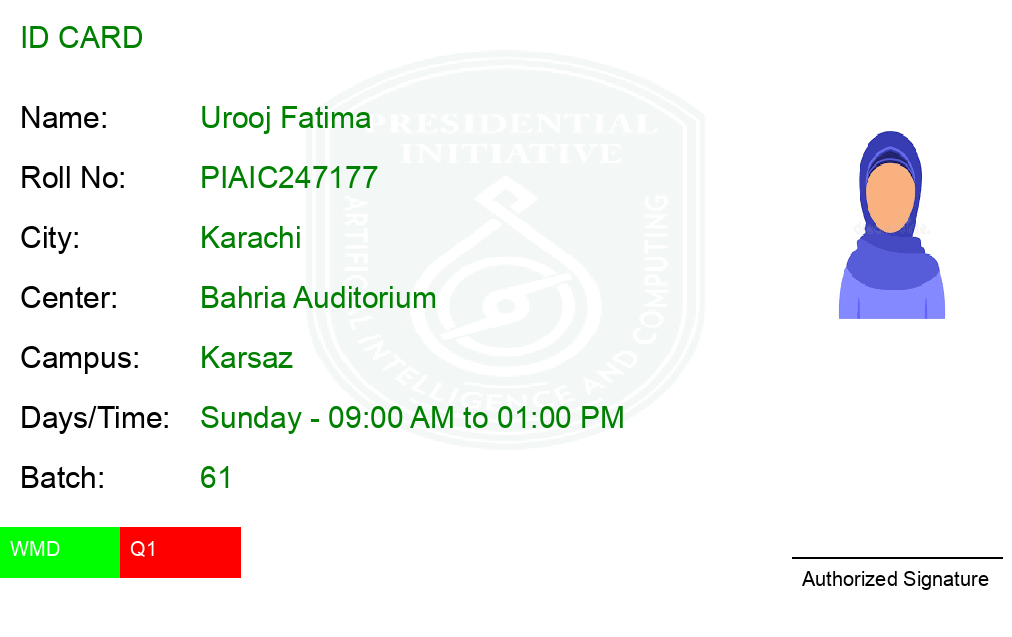 ID CARD
Name: Urooj Fatima
Roll No: PIAIC247177
City: Karachi
Center: Bahria Auditorium
Campus: Karsaz
Days/Time: Sunday - 09:00 AM to 01:00 PM
Batch: 61
WMD Q1
Authorized Signature
PRESIDENTIAL
INITIATIVE
ARTIFICIAL INTELLIGENCE AND COMPUTING